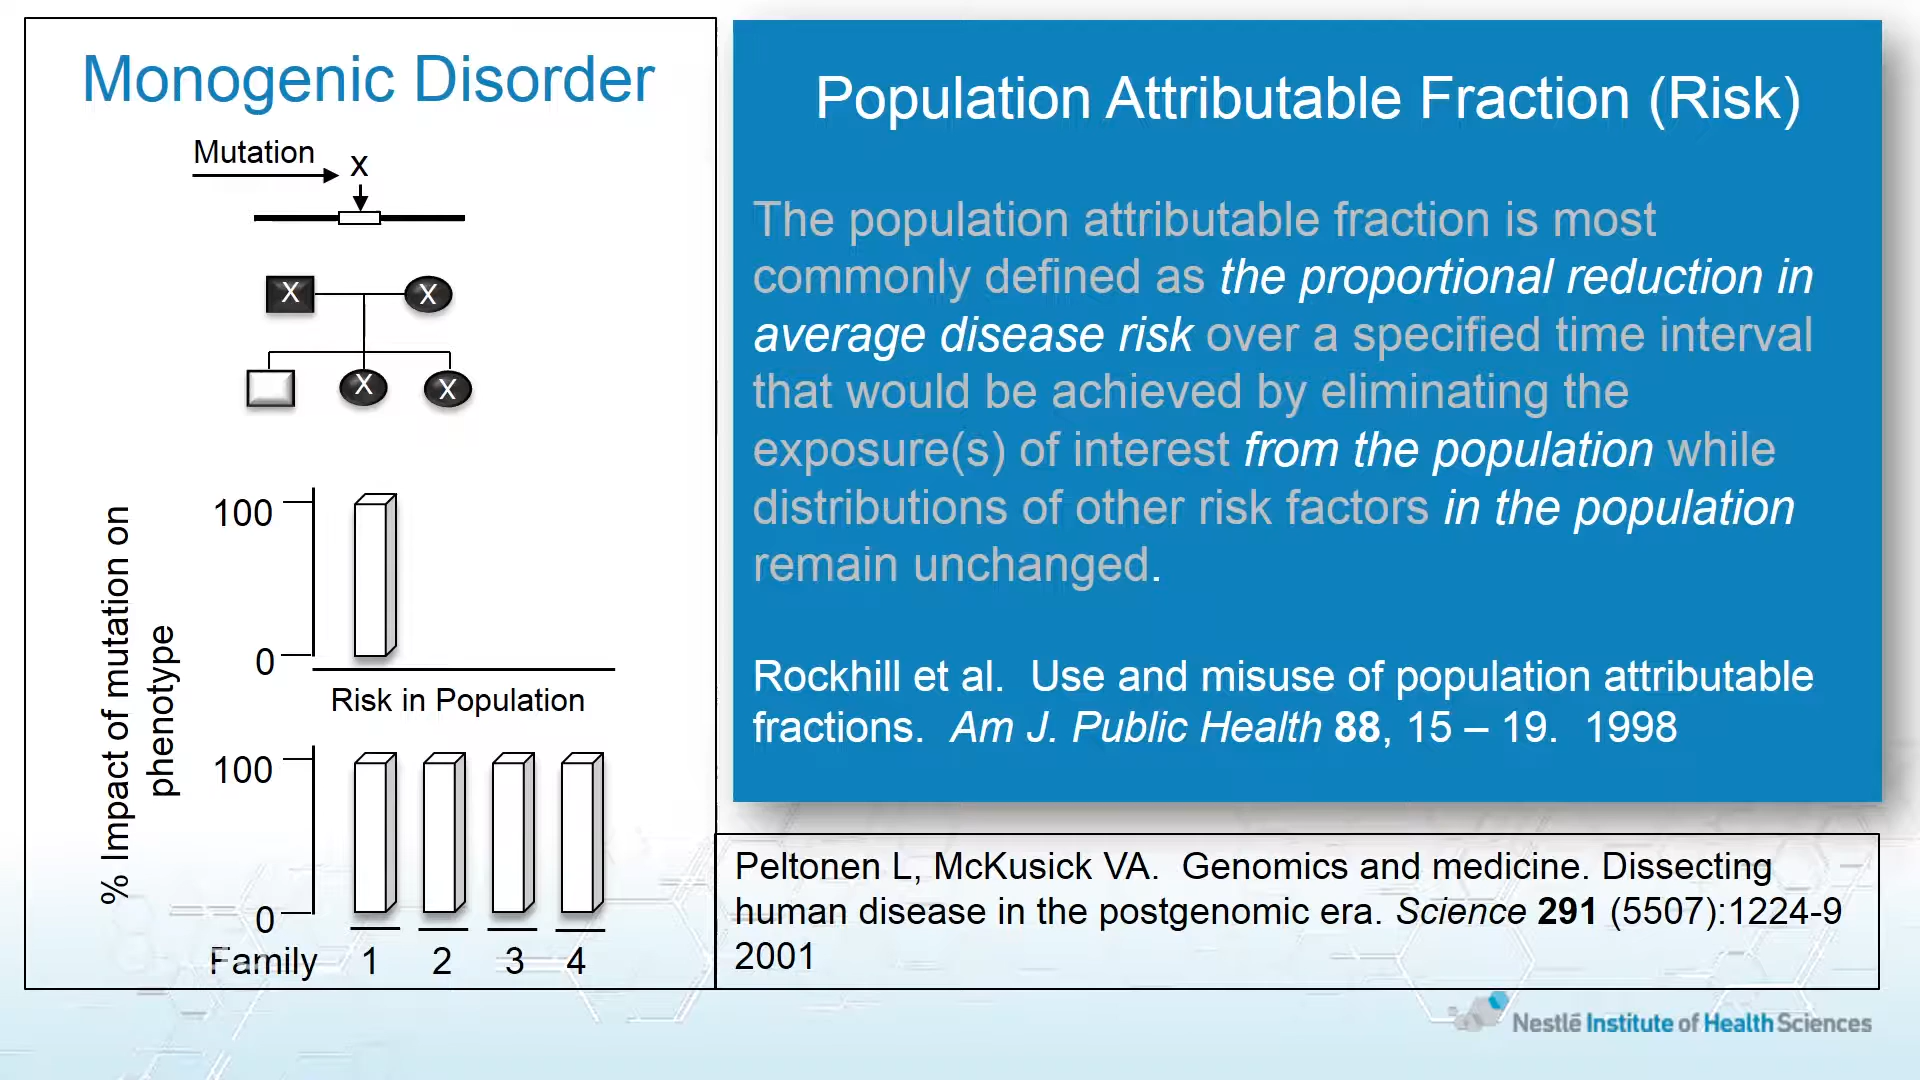 Monogenic Disorder
Mutation
x
X
X
X
X
% Impact of mutation on
phenotype
100
0
Risk in Population
100
0
Family 1 2 3 4
Population Attributable Fraction (Risk)
The population attributable fraction is most
commonly defined as the proportional reduction in
average disease risk over a specified time interval
that would be achieved by eliminating the
exposure(s) of interest from the population while
distributions of other risk factors in the population
remain unchanged.
Rockhill et al. Use and misuse of population attributable
fractions. Am J. Public Health 88, 15 – 19. 1998
Peltonen L, McKusick VA. Genomics and medicine. Dissecting
human disease in the postgenomic era. Science 291 (5507):1224-9
2001
Nestlé Institute of Health Sciences